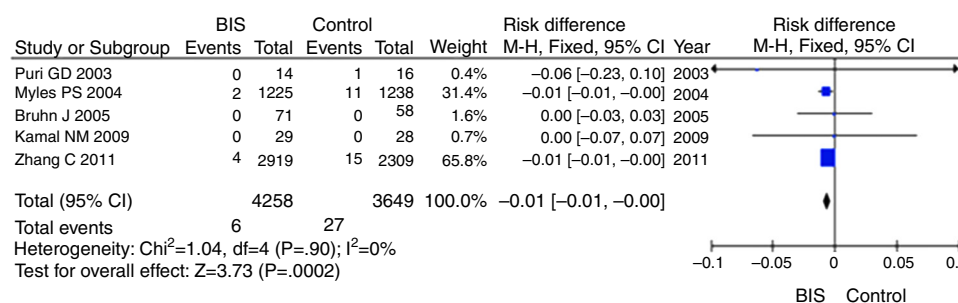 BIS Control Risk difference Risk difference
Study or Subgroup Events Total Events Total Weight M-H, Fixed, 95% CI Year M-H, Fixed, 95% CI
Puri GD 2003 0 14 1 16 0.4% −0.06 [−0.23, 0.10] 2003
Myles PS 2004 2 1225 11 1238 31.4% −0.01 [−0.01, −0.00] 2004
Bruhn J 2005 0 71 0 58 1.6% 0.00 [−0.03, 0.03] 2005
Kamal NM 2009 0 29 0 28 0.7% 0.00 [−0.07, 0.07] 2009
Zhang C 2011 4 2919 15 2309 65.8% −0.01 [−0.01, −0.00] 2011
Total (95% CI) 4258 3649 100.0% −0.01 [−0.01, −0.00]
Total events 6 27
Heterogeneity: Chi²=1.04, df=4 (P=.90); I²=0%
Test for overall effect: Z=3.73 (P=.0002)
−0.1 −0.05 0 0.05
BIS Control